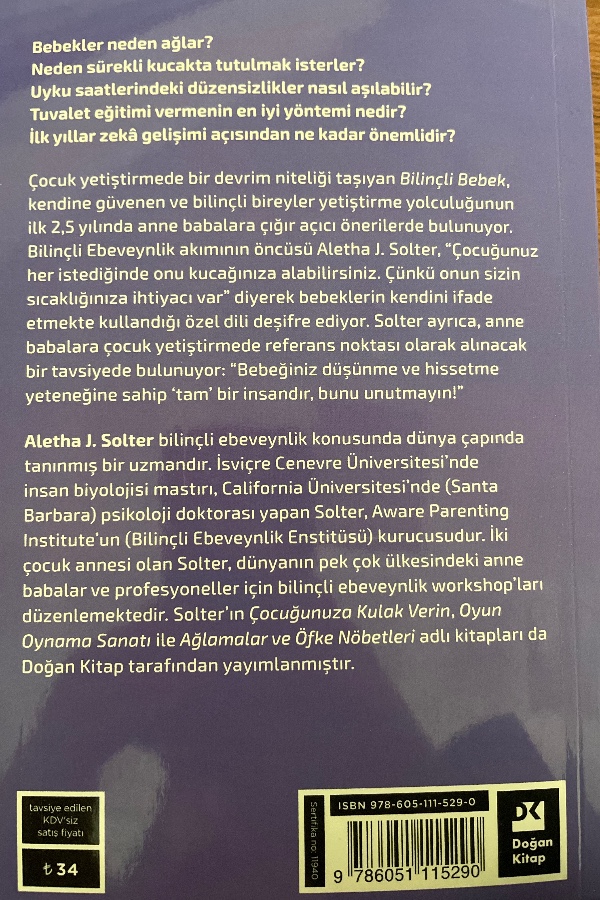 Bebekler neden ağlar?
Neden sürekli kucakta tutulmak isterler?
Uyku saatlerindeki düzensizlikler nasıl aşılabilir?
Tuvalet eğitimi vermenin en iyi yöntemi nedir?
İlk yıllar zekâ gelişimi açısından ne kadar önemlidir?
Çocuk yetiştirmede bir devrim niteliği taşıyan Bilinçli Bebek,
kendine güvenen ve bilinçli bireyler yetiştirme yolculuğunun
ilk 2,5 yılında anne babalara çığır açıcı önerilerde bulunuyor.
Bilinçli Ebeveynlik akımının öncüsü Aletha J. Solter, “Çocuğunuz
her istediğinde onu kucağınıza alabilirsiniz. Çünkü onun sizin
sıcaklığınıza ihtiyacı var” diyerek bebeklerin kendini ifade
etmekte kullandığı özel dili deşifre ediyor. Solter ayrıca, anne
babalara çocuk yetiştirmede referans noktası olarak alınacak
bir tavsiyede bulunuyor: “Bebeğiniz düşünme ve hissetme
yeteneğine sahip ‘tam’ bir insandır, bunu unutmayın!”
Aletha J. Solter bilinçli ebeveynlik konusunda dünya çapında
tanınmış bir uzmandır. İsviçre Cenevre Üniversitesi’nde
insan biyolojisi mastırı, California Üniversitesi’nde (Santa
Barbara) psikoloji doktorası yapan Solter, Aware Parenting
Institute’un (Bilinçli Ebeveynlik Enstitüsü) kurucusudur. İki
çocuk annesi olan Solter, dünyanın pek çok ülkesindeki anne
babalar ve profesyoneller için bilinçli ebeveynlik workshop’ları
düzenlemektedir. Solter’ın Çocuğunuza Kulak Verin, Oyun
Oynama Sanatı ile Ağlamalar ve Öfke Nöbetleri adlı kitapları da
Doğan Kitap tarafından yayımlanmıştır.
tavsiye edilen
KDV’siz
satış fiyatı
₺ 34
Sertifika no: 11940
ISBN 978-605-111-529-0
9 786051 115290
DK
Doğan
Kitap